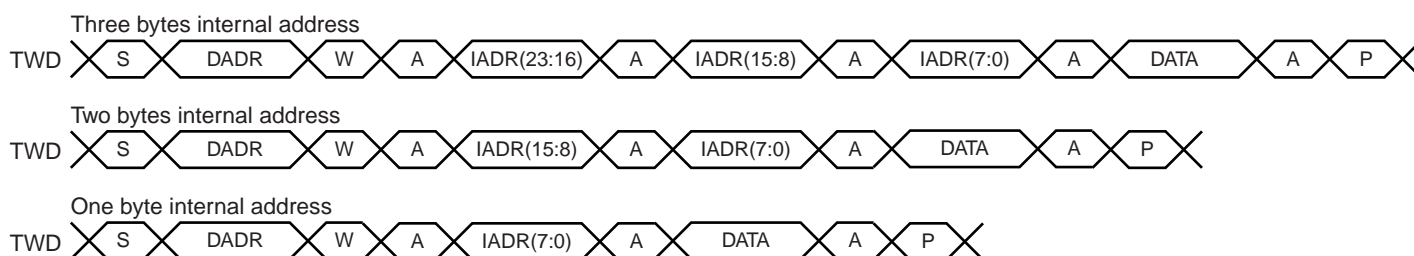 Three bytes internal address
TWD S DADR W A IADR(23:16) A IADR(15:8) A IADR(7:0) A DATA A P
Two bytes internal address
TWD S DADR W A IADR(15:8) A IADR(7:0) A DATA A P
One byte internal address
TWD S DADR W A IADR(7:0) A DATA A P